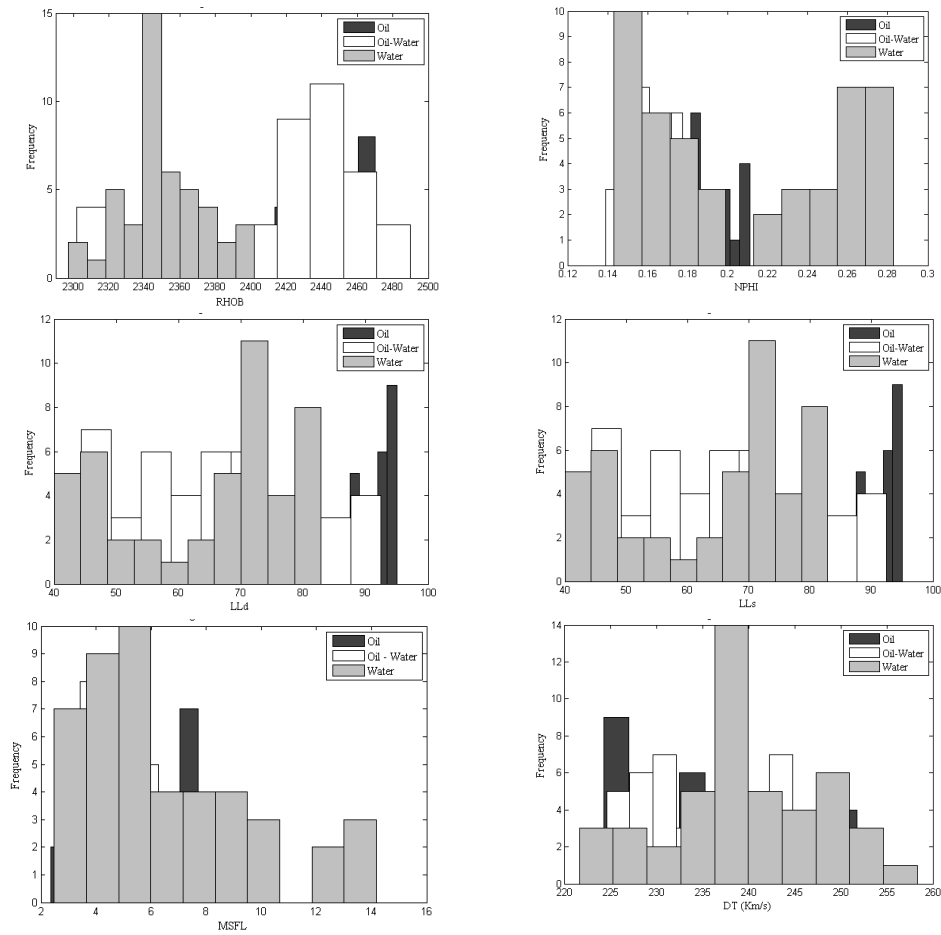 15
10
5
0
Frequency
2300 2320 2340 2360 2380 2400 2420 2440 2460 2480 2500
RHOB
Oil
Oil-Water
Water
10
9
8
7
6
5
4
3
2
1
0
Frequency
0.12 0.14 0.16 0.18 0.2 0.22 0.24 0.26 0.28 0.3
NPHI
Oil
Oil-Water
Water
12
10
8
6
4
2
0
Frequency
40 50 60 70 80 90 100
LLd
Oil
Oil-Water
Water
12
10
8
6
4
2
0
Frequency
40 50 60 70 80 90 100
LLs
Oil
Oil-Water
Water
10
9
8
7
6
5
4
3
2
1
0
Frequency
2 4 6 8 10 12 14 16
MSFL
Oil
Oil - Water
Water
14
12
10
8
6
4
2
0
Frequency
220 225 230 235 240 245 250 255 260
DT (Km/s)
Oil
Oil-Water
Water